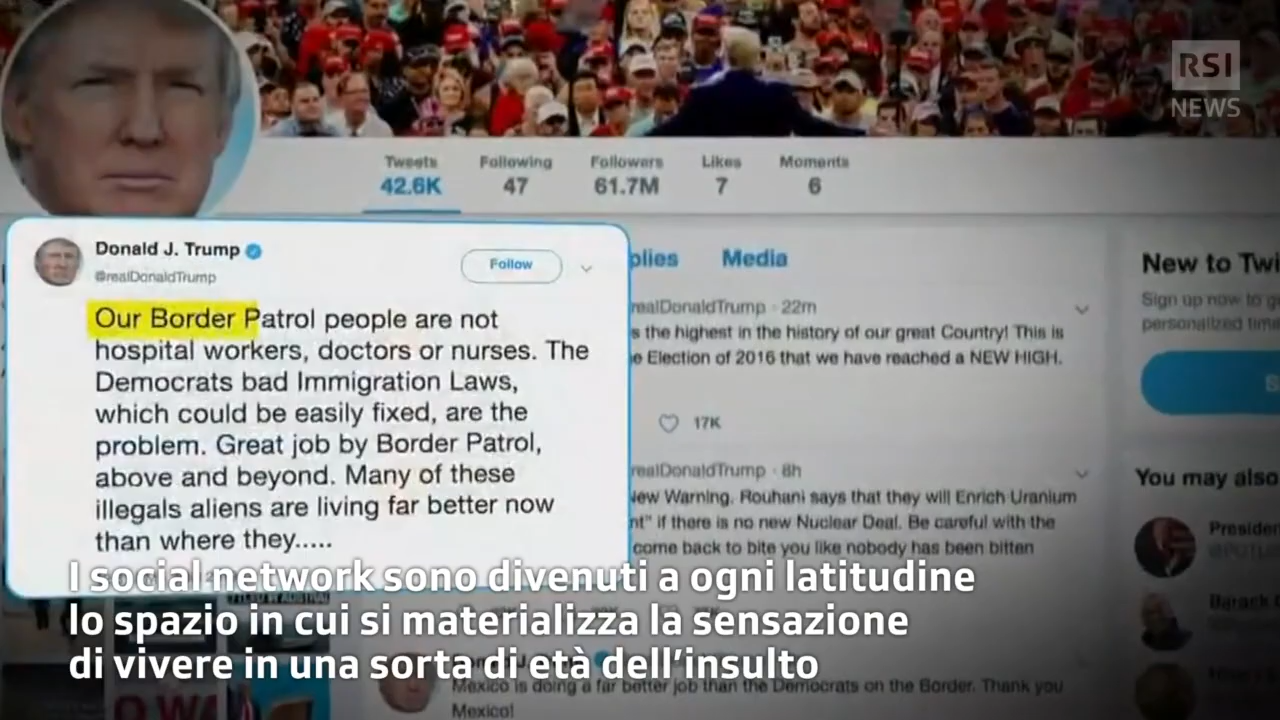 RSI
NEWS
Tweets Following Followers Likes Moments
42.6K 47 61.7M 7 6
Donald J. Trump
@realDonaldTrump
Follow
Our Border Patrol people are not
hospital workers, doctors or nurses. The
Democrats bad Immigration Laws,
which could be easily fixed, are the
problem. Great job by Border Patrol,
above and beyond. Many of these
illegals aliens are living far better now
than where they.....
plies Media
realDonaldTrump · 22m
s the highest in the history of our great Country! This is
e Election of 2016 that we have reached a NEW HIGH.
17K
realDonaldTrump · 8h
New Warning. Rouhani says that they will Enrich Uranium
nt" if there is no new Nuclear Deal. Be careful with the
come back to bite you like nobody has been bitten
Mexico is doing a far better job than the Democrats on the Border. Thank you
Mexico!
New to Twi
Sign up now to g
personalized time
S
You may also
Presiden
@POTUS
Barack
I social network sono divenuti a ogni latitudine
lo spazio in cui si materializza la sensazione
di vivere in una sorta di età dell'insulto